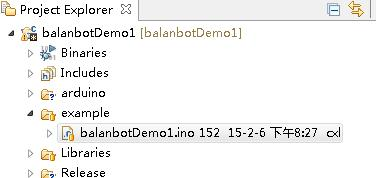 Project Explorer
balanbotDemo1 [balanbotDemo1]
Binaries
Includes
arduino
example
balanbotDemo1.ino 152 15-2-6 下午8:27 cxl
Libraries
Release